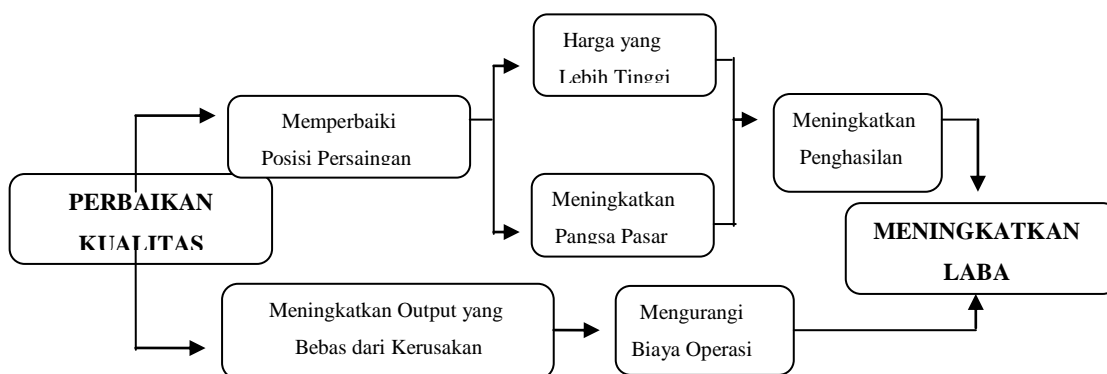 Harga yang
Lebih Tinggi
Memperbaiki
Posisi Persaingan
Meningkatkan
Penghasilan
PERBAIKAN
KUALITAS
Meningkatkan
Pangsa Pasar
MENINGKATKAN
LABA
Meningkatkan Output yang
Bebas dari Kerusakan
Mengurangi
Biaya Operasi